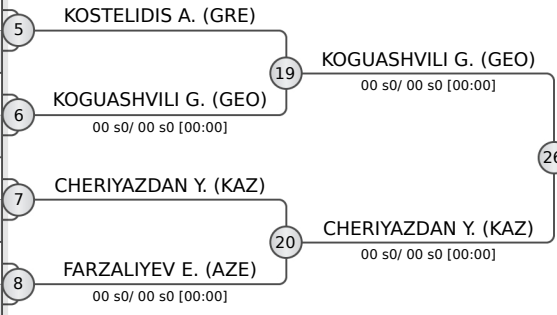 5
KOSTELIDIS A. (GRE)
19
KOGUASHVILI G. (GEO)
00 s0/ 00 s0 [00:00]
6
KOGUASHVILI G. (GEO)
00 s0/ 00 s0 [00:00]
26
7
CHERIYAZDAN Y. (KAZ)
20
CHERIYAZDAN Y. (KAZ)
00 s0/ 00 s0 [00:00]
8
FARZALIYEV E. (AZE)
00 s0/ 00 s0 [00:00]